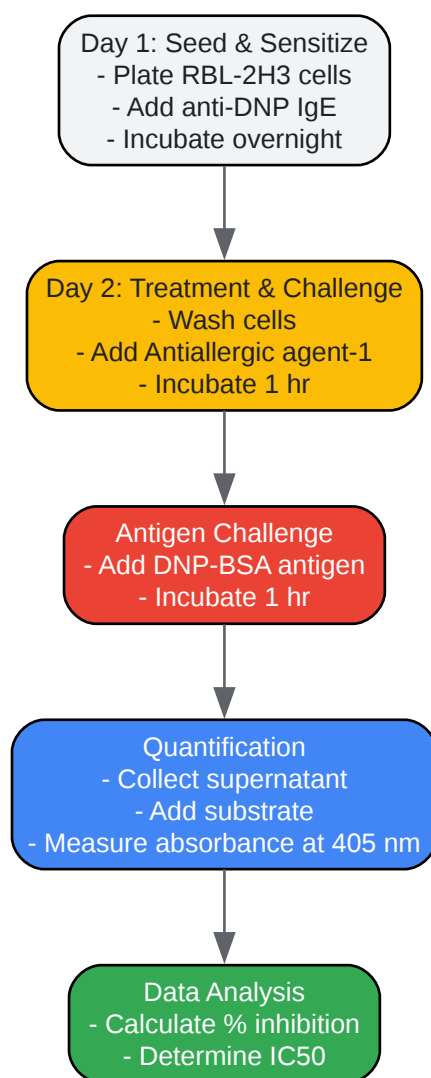 Day 1: Seed & Sensitize
- Plate RBL-2H3 cells
- Add anti-DNP IgE
- Incubate overnight
Day 2: Treatment & Challenge
- Wash cells
- Add Antiallergic agent-1
- Incubate 1 hr
Antigen Challenge
- Add DNP-BSA antigen
- Incubate 1 hr
Quantification
- Collect supernatant
- Add substrate
- Measure absorbance at 405 nm
Data Analysis
- Calculate % inhibition
- Determine IC50